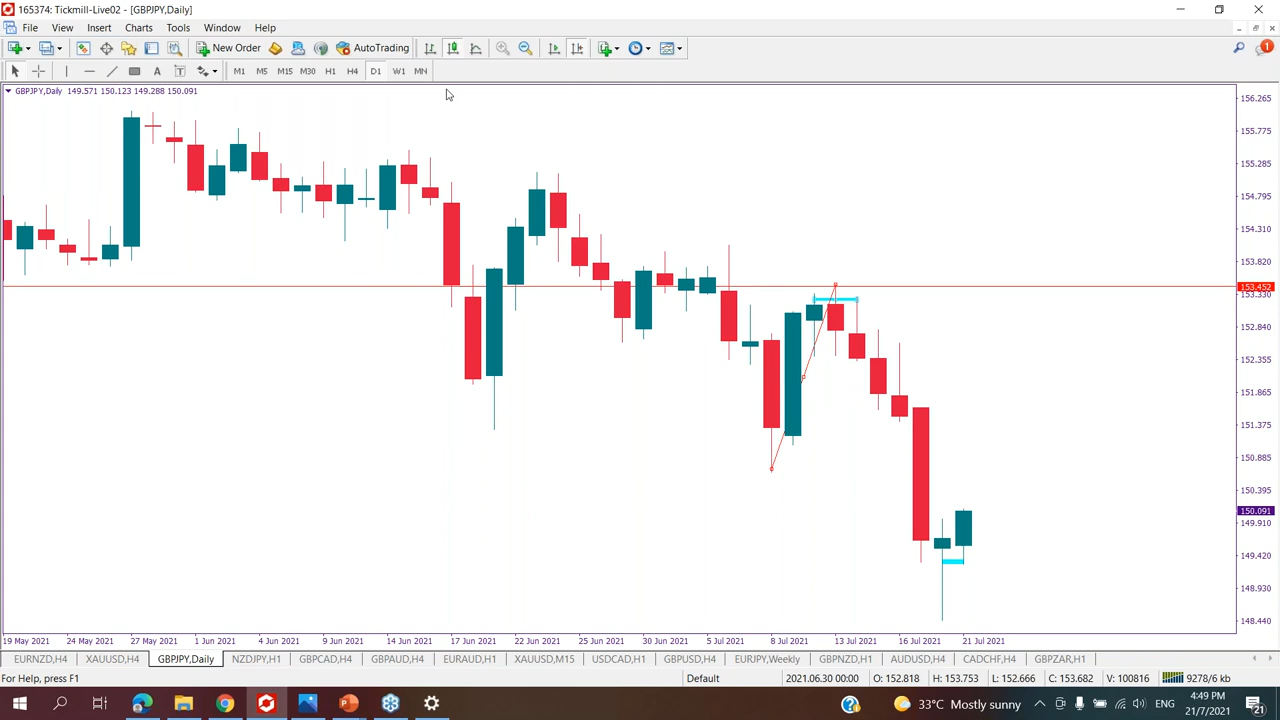 165374: Tickmill-Live02 - [GBPJPY,Daily]
File View Insert Charts Tools Window Help
New Order AutoTrading 1
A T M1 M5 M15 M30 H1 H4 D1 W1 MN
GBPJPY,Daily 149.571 150.123 149.288 150.091
156.265
155.775
155.285
154.795
154.310
153.820
153.452
153.330
152.840
152.355
151.865
151.375
150.885
150.395
150.091
149.910
149.420
148.930
148.440
19 May 2021 24 May 2021 27 May 2021 1 Jun 2021 4 Jun 2021 9 Jun 2021 14 Jun 2021 17 Jun 2021 22 Jun 2021 25 Jun 2021 30 Jun 2021 5 Jul 2021 8 Jul 2021 13 Jul 2021 16 Jul 2021 21 Jul 2021
EURNZD,H4 XAUUSD,H4 GBPJPY,Daily NZDJPY,H1 GBPCAD,H4 GBPAUD,H4 EURAUD,H1 XAUUSD,M15 USDCAD,H1 GBPUSD,H4 EURJPY,Weekly GBPNZD,H1 AUDUSD,H4 CADCHF,H4 GBPZAR,H1
For Help, press F1 Default 2021.06.30 00:00 O: 152.818 H: 153.753 L: 152.666 C: 153.682 V: 100816 9278/6 kb
33°C Mostly sunny ENG 4:49 PM
21/7/2021 21